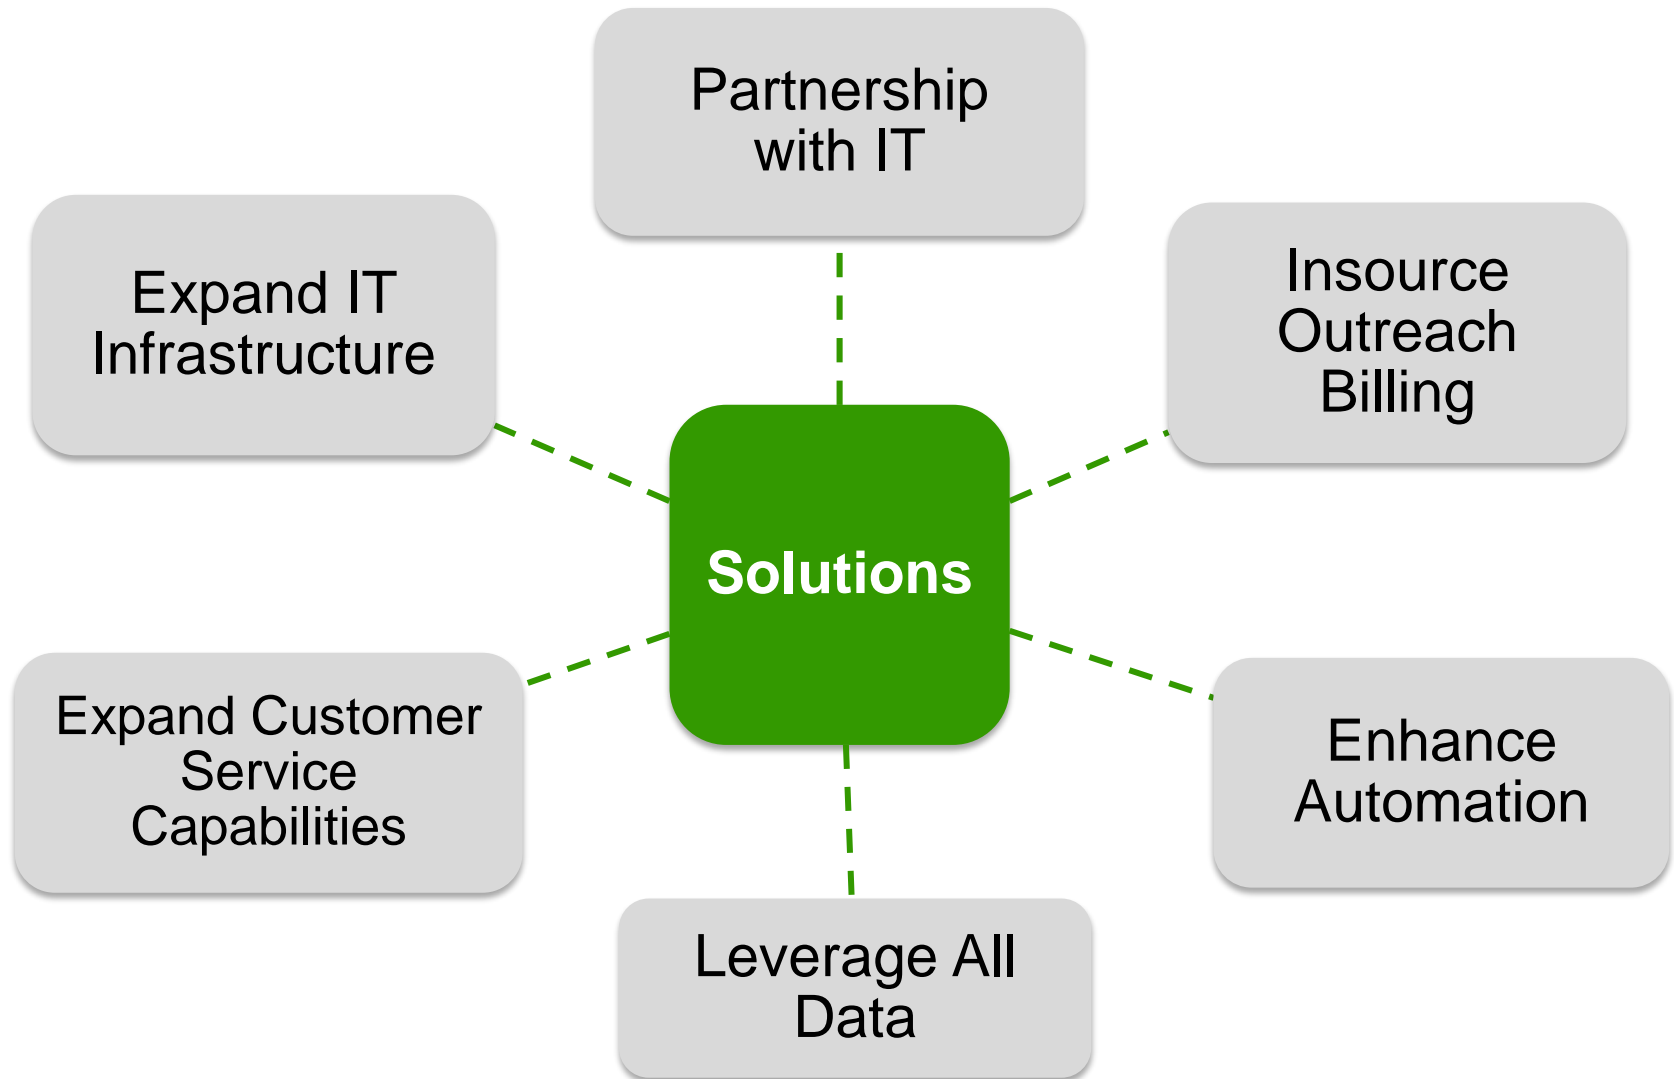 Partnership
with IT
Expand IT
Infrastructure
Insource
Outreach
Billing
Solutions
Expand Customer
Service
Capabilities
Enhance
Automation
Leverage All
Data